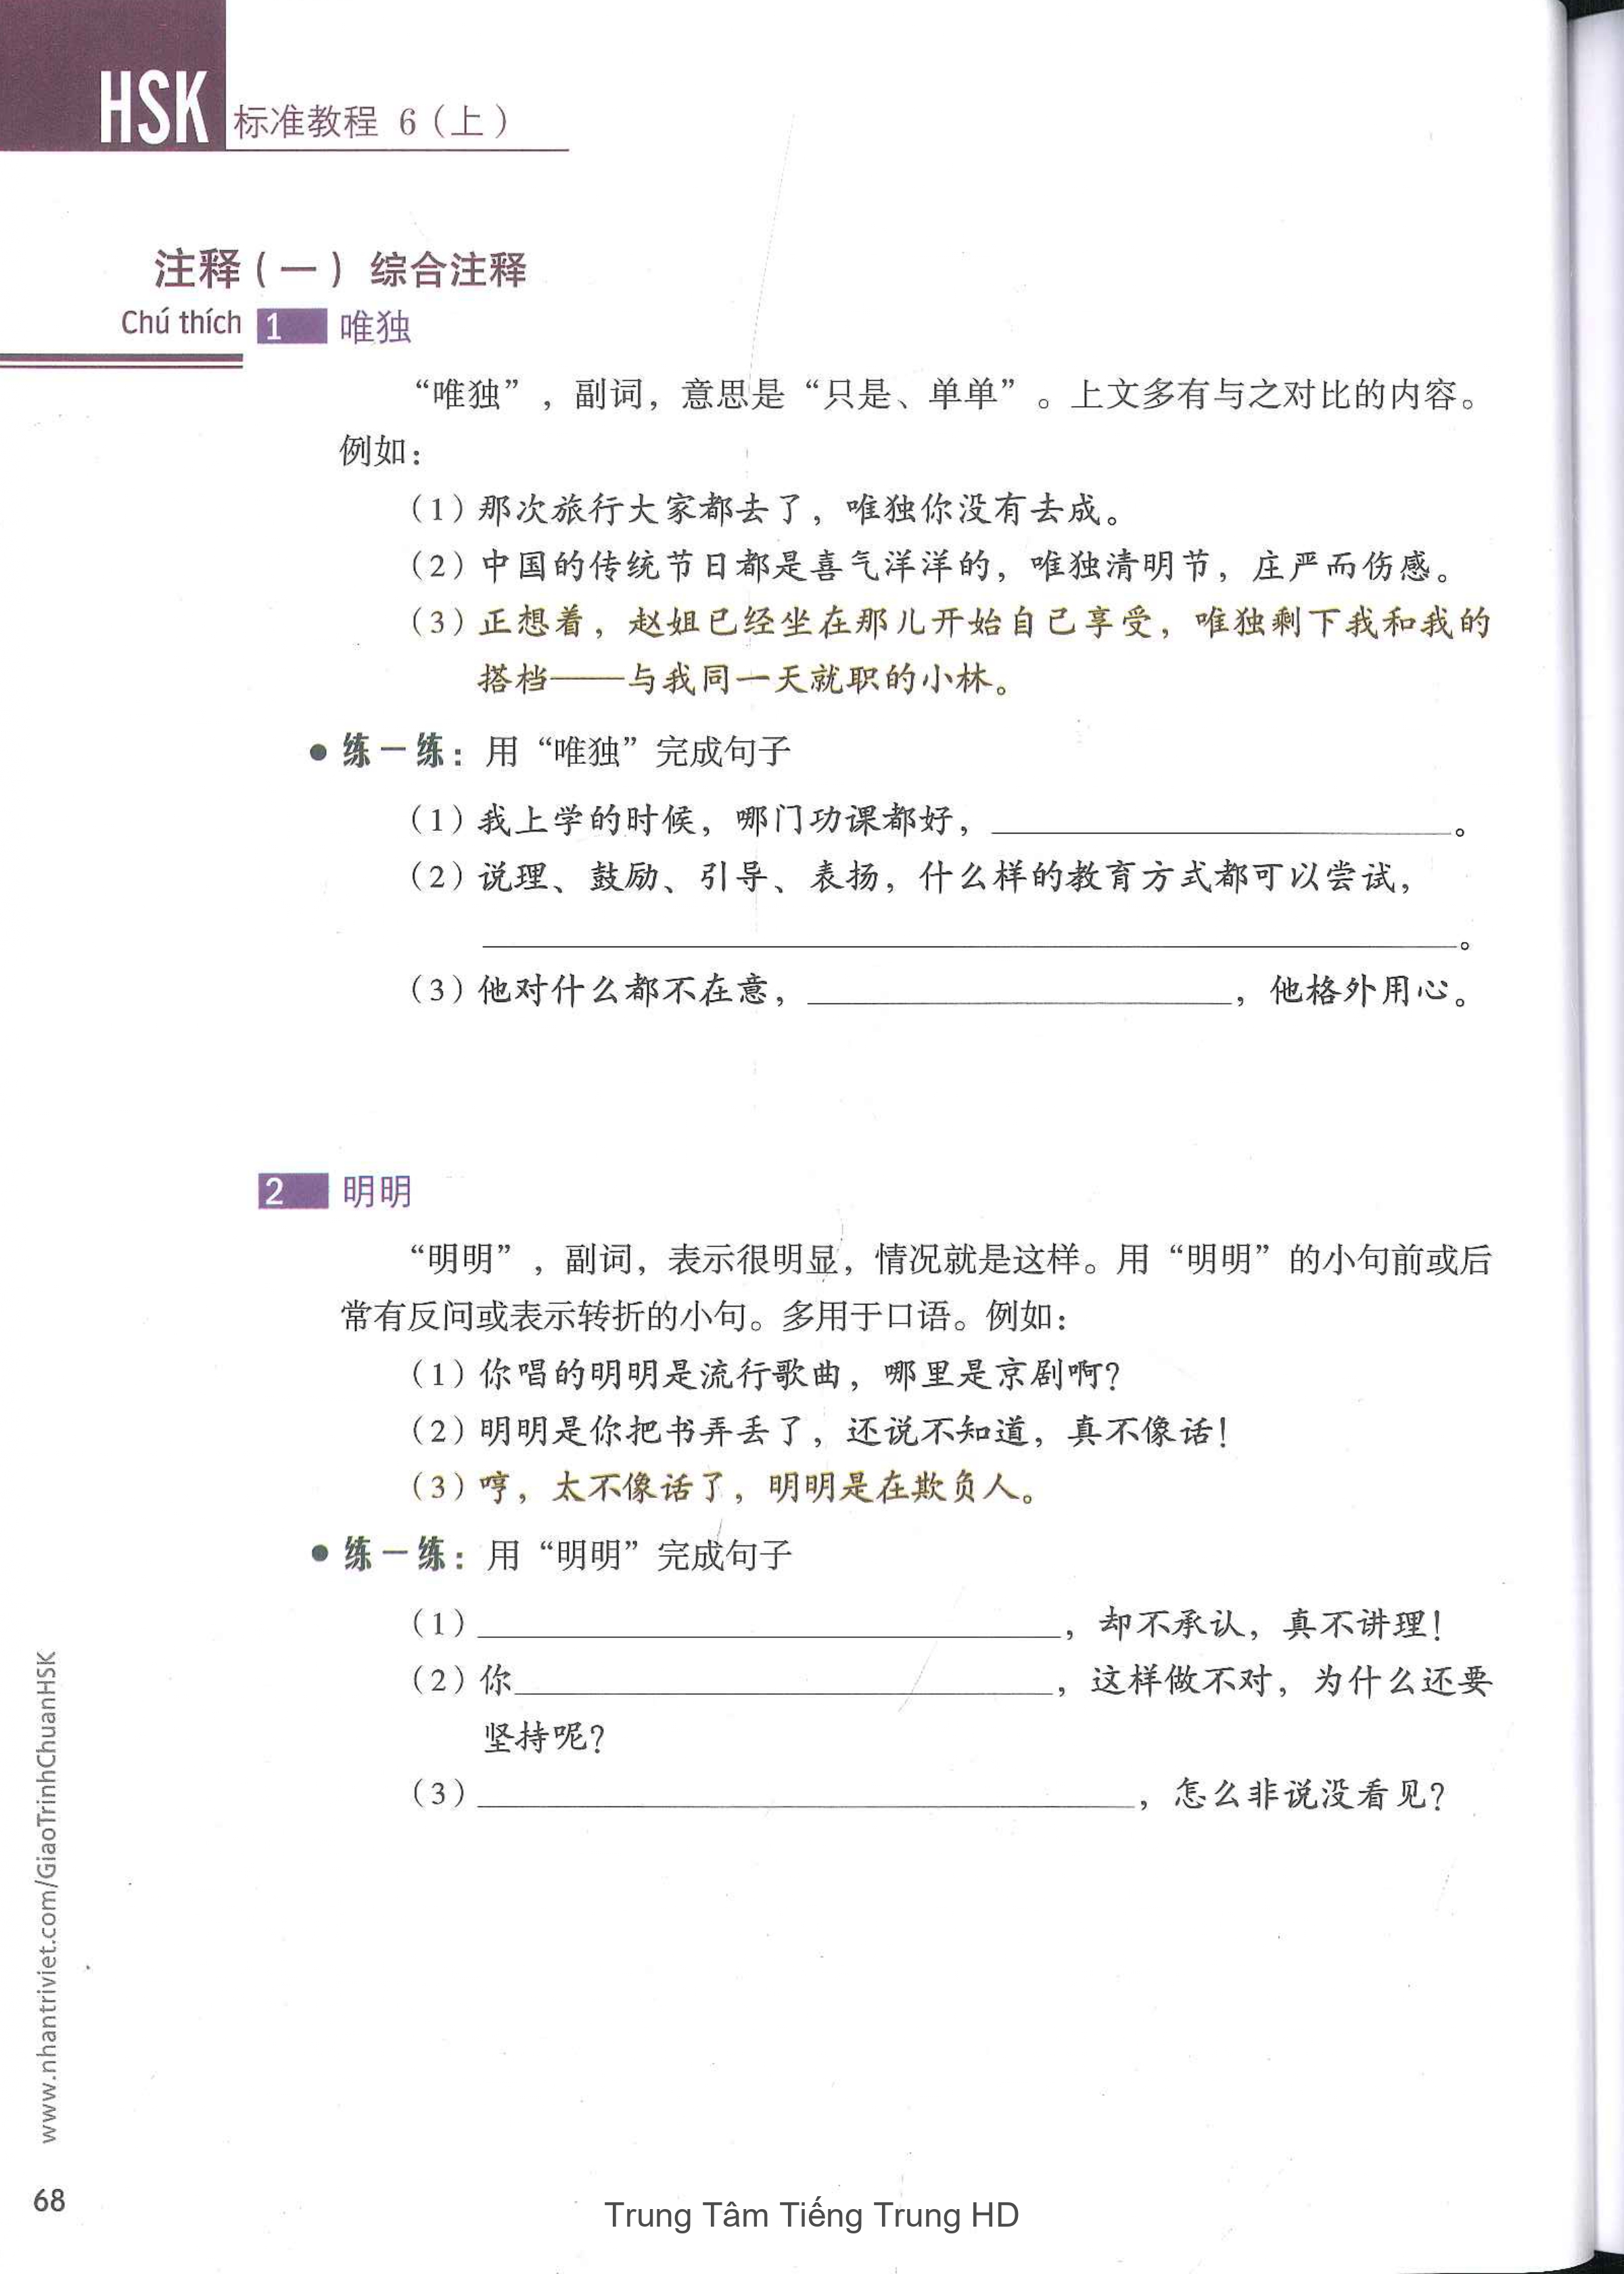 HSK 标准教程 6（上）
注释（一）综合注释
Chú thích
1 唯独
“唯独”，副词，意思是“只是、单单”。上文多有与之对比的内容。
例如：
（1）那次旅行大家都去了，唯独你没有去成。
（2）中国的传统节日都是喜气洋洋的，唯独清明节，庄严而伤感。
（3）正想着，赵姐已经坐在那儿开始自己享受，唯独剩下我和我的
搭档——与我同一天就职的小林。
● 练一练：用“唯独”完成句子
（1）我上学的时候，哪门功课都好，____________________。
（2）说理、鼓励、引导、表扬，什么样的教育方式都可以尝试，
____________________。
（3）他对什么都不在意，____________________，他格外用心。
2 明明
“明明”，副词，表示很明显，情况就是这样。用“明明”的小句前或后
常有反问或表示转折的小句。多用于口语。例如：
（1）你唱的明明是流行歌曲，哪里是京剧啊？
（2）明明是你把书弄丢了，还说不知道，真不像话！
（3）哼，太不像话了，明明是在欺负人。
● 练一练：用“明明”完成句子
（1）____________________，却不承认，真不讲理！
（2）你____________________，这样做不对，为什么还要
坚持呢？
（3）____________________，怎么非说没看见？
www.nhantriviet.com/GiaoTrinhChuanHSK
68
Trung Tâm Tiếng Trung HD